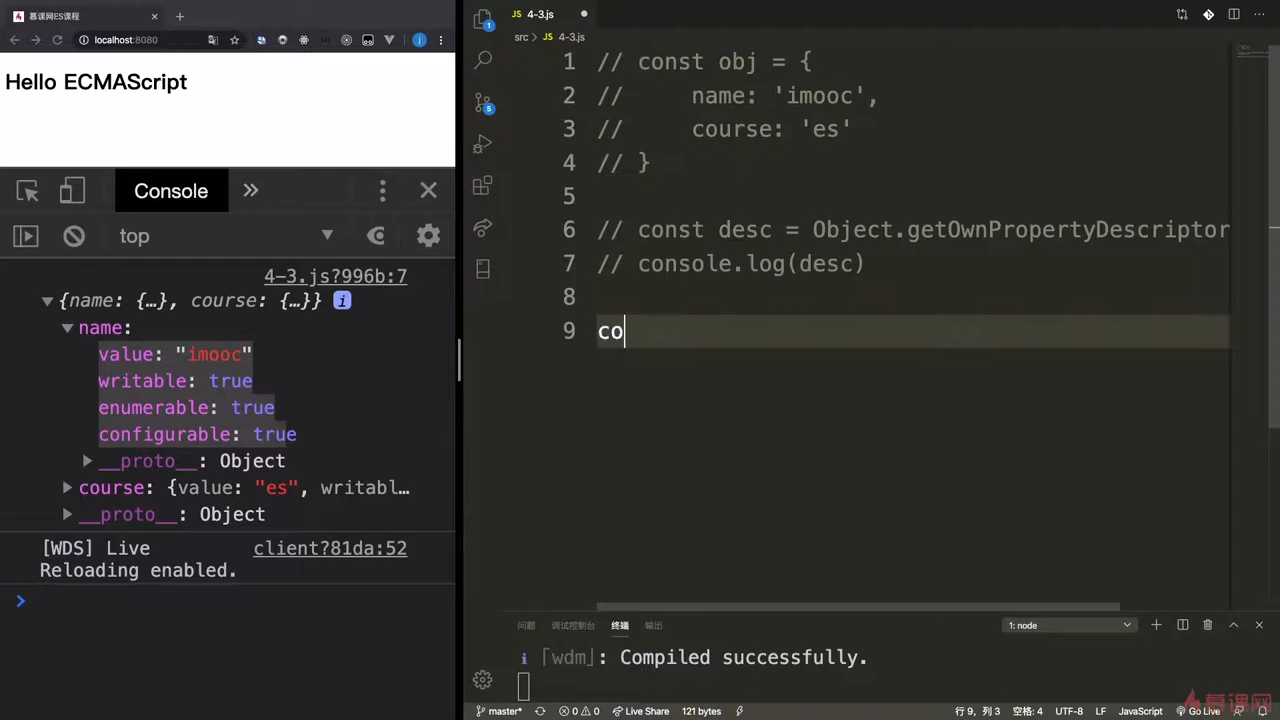 慕课网ES课程
localhost:8080
Hello ECMAScript
Console
top
4-3.js?996b:7
{name: {…}, course: {…}}
name:
value: "imooc"
writable: true
enumerable: true
configurable: true
__proto__: Object
course: {value: "es", writabl…
__proto__: Object
[WDS] Live client?81da:52
Reloading enabled.
JS 4-3.js
src > JS 4-3.js
1 // const obj = {
2 //     name: 'imooc',
3 //     course: 'es'
4 // }
5
6 // const desc = Object.getOwnPropertyDescriptor
7 // console.log(desc)
8
9 co
问题 调试控制台 终端 输出 1: node
i ｢wdm｣: Compiled successfully.
master* 0 0 Live Share 121 bytes 行 9，列 3 空格: 4 UTF-8 LF JavaScript Go Live
慕课网